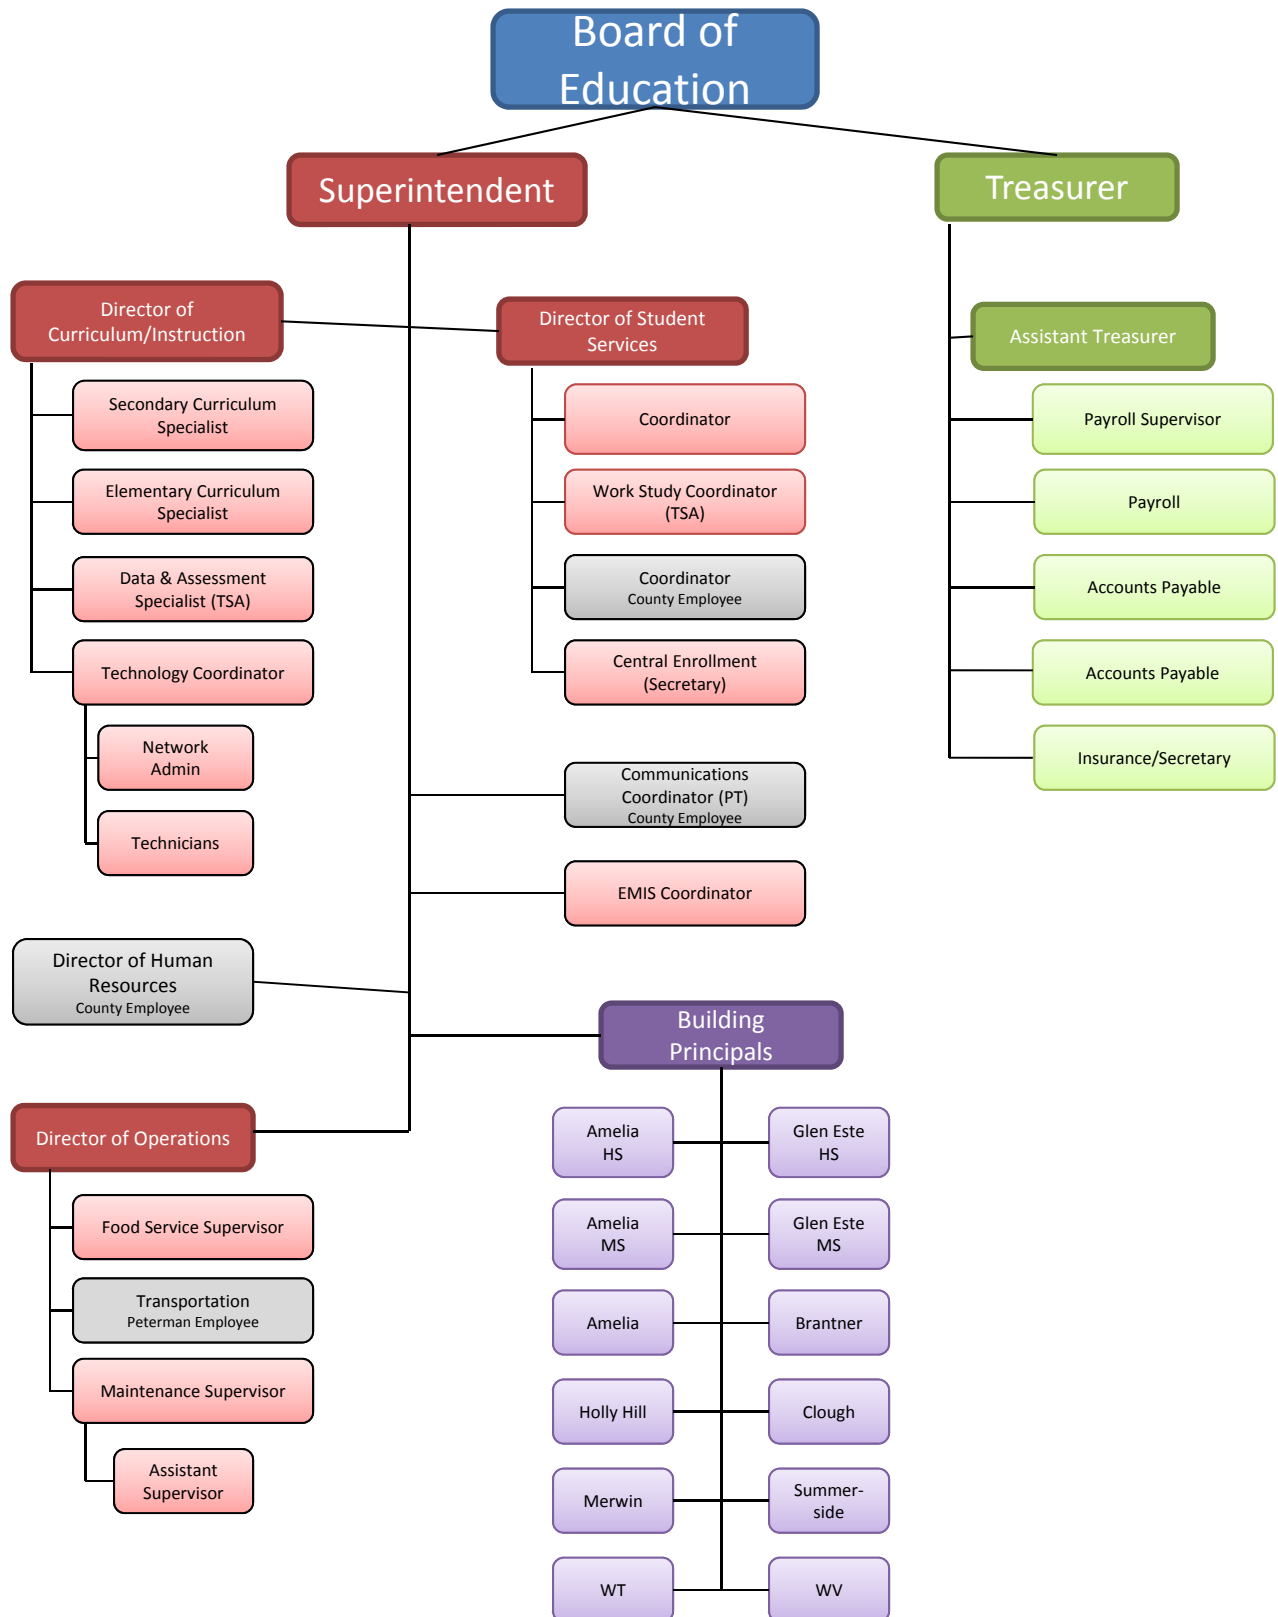 Board of
Education
Superintendent
Treasurer
Director of
Curriculum/Instruction
Director of Student
Services
Assistant Treasurer
Secondary Curriculum
Specialist
Elementary Curriculum
Specialist
Data & Assessment
Specialist (TSA)
Technology Coordinator
Network
Admin
Technicians
Coordinator
Work Study Coordinator
(TSA)
Coordinator
County Employee
Central Enrollment
(Secretary)
Payroll Supervisor
Payroll
Accounts Payable
Accounts Payable
Insurance/Secretary
Communications
Coordinator (PT)
County Employee
EMIS Coordinator
Director of Human
Resources
County Employee
Building
Principals
Director of Operations
Food Service Supervisor
Transportation
Peterman Employee
Maintenance Supervisor
Assistant
Supervisor
Amelia
HS
Glen Este
HS
Amelia
MS
Glen Este
MS
Amelia
Brantner
Holly Hill
Clough
Merwin
Summer-
side
WT
WV